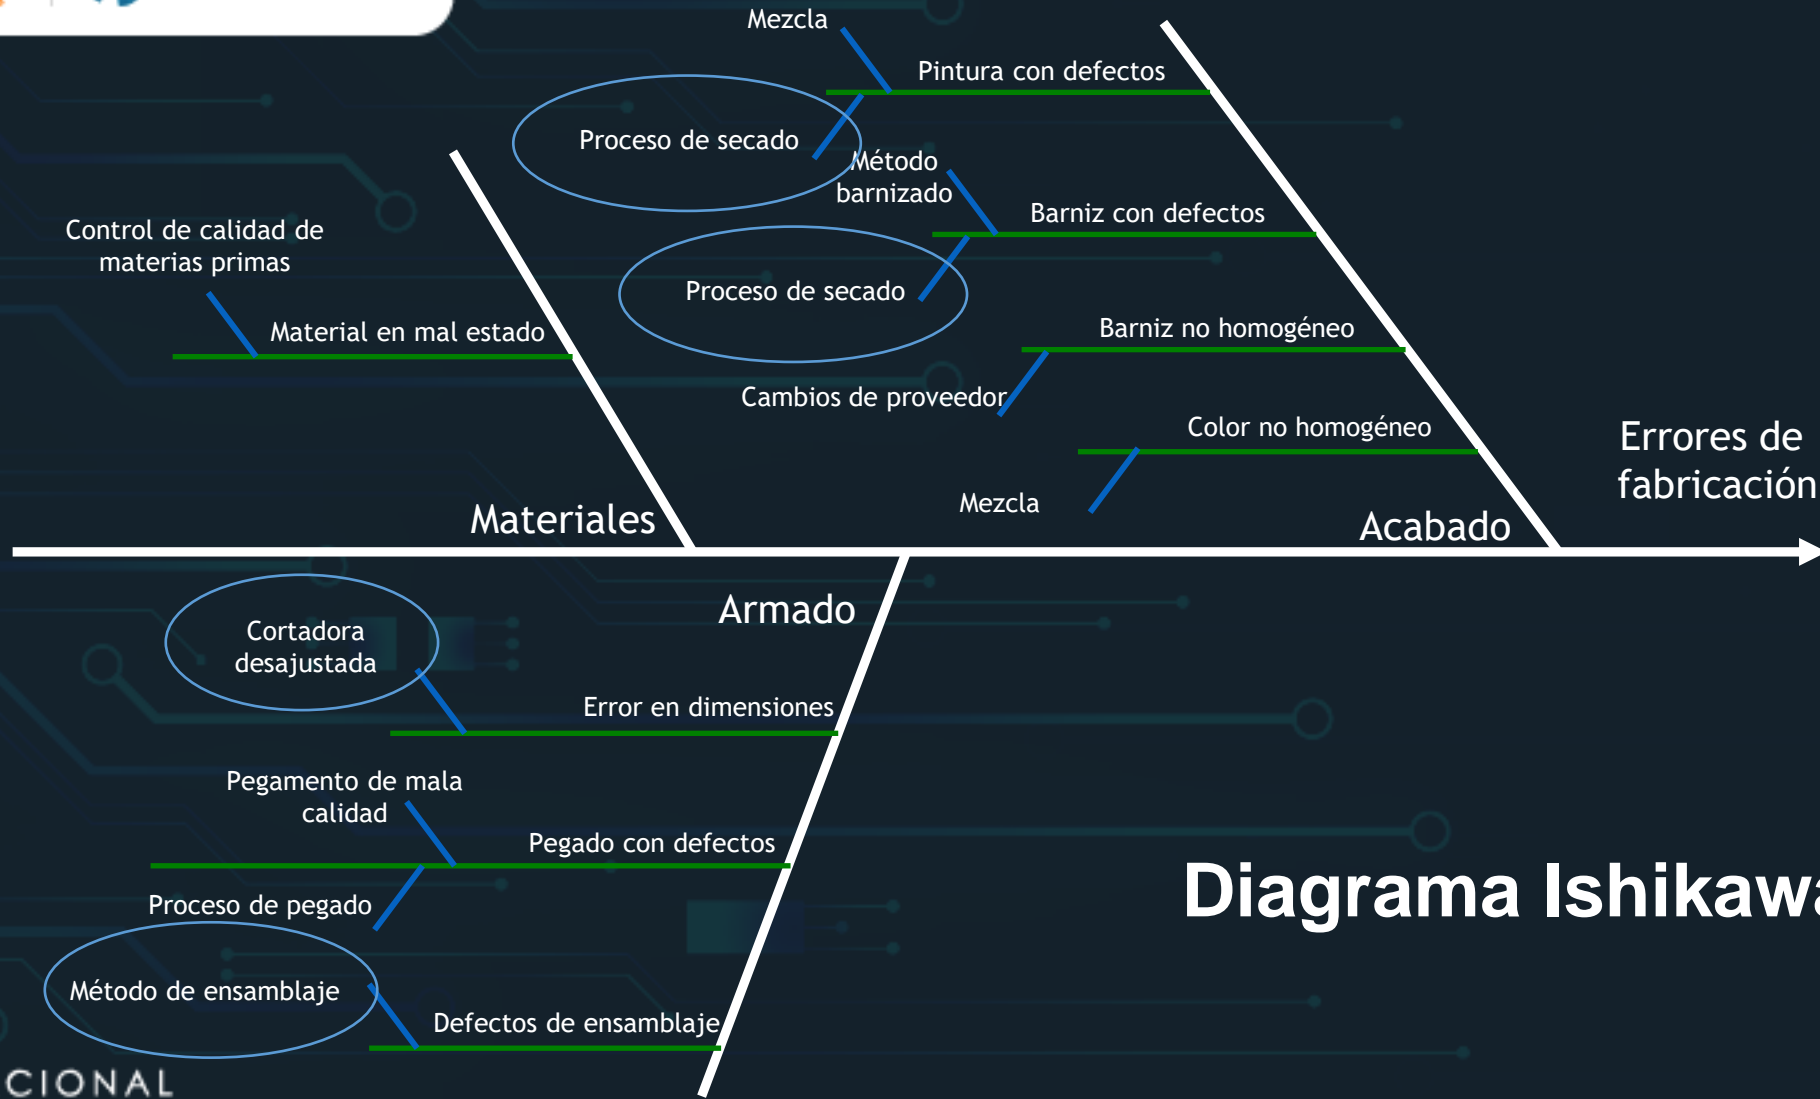 Mezcla
Pintura con defectos
Proceso de secado
Método
barnizado
Barniz con defectos
Proceso de secado
Barniz no homogéneo
Cambios de proveedor
Color no homogéneo
Mezcla
Acabado
Control de calidad de
materias primas
Material en mal estado
Materiales
Errores de
fabricación
Armado
Cortadora
desajustada
Error en dimensiones
Pegamento de mala
calidad
Pegado con defectos
Proceso de pegado
Método de ensamblaje
Defectos de ensamblaje
Diagrama Ishikawa
CIONAL